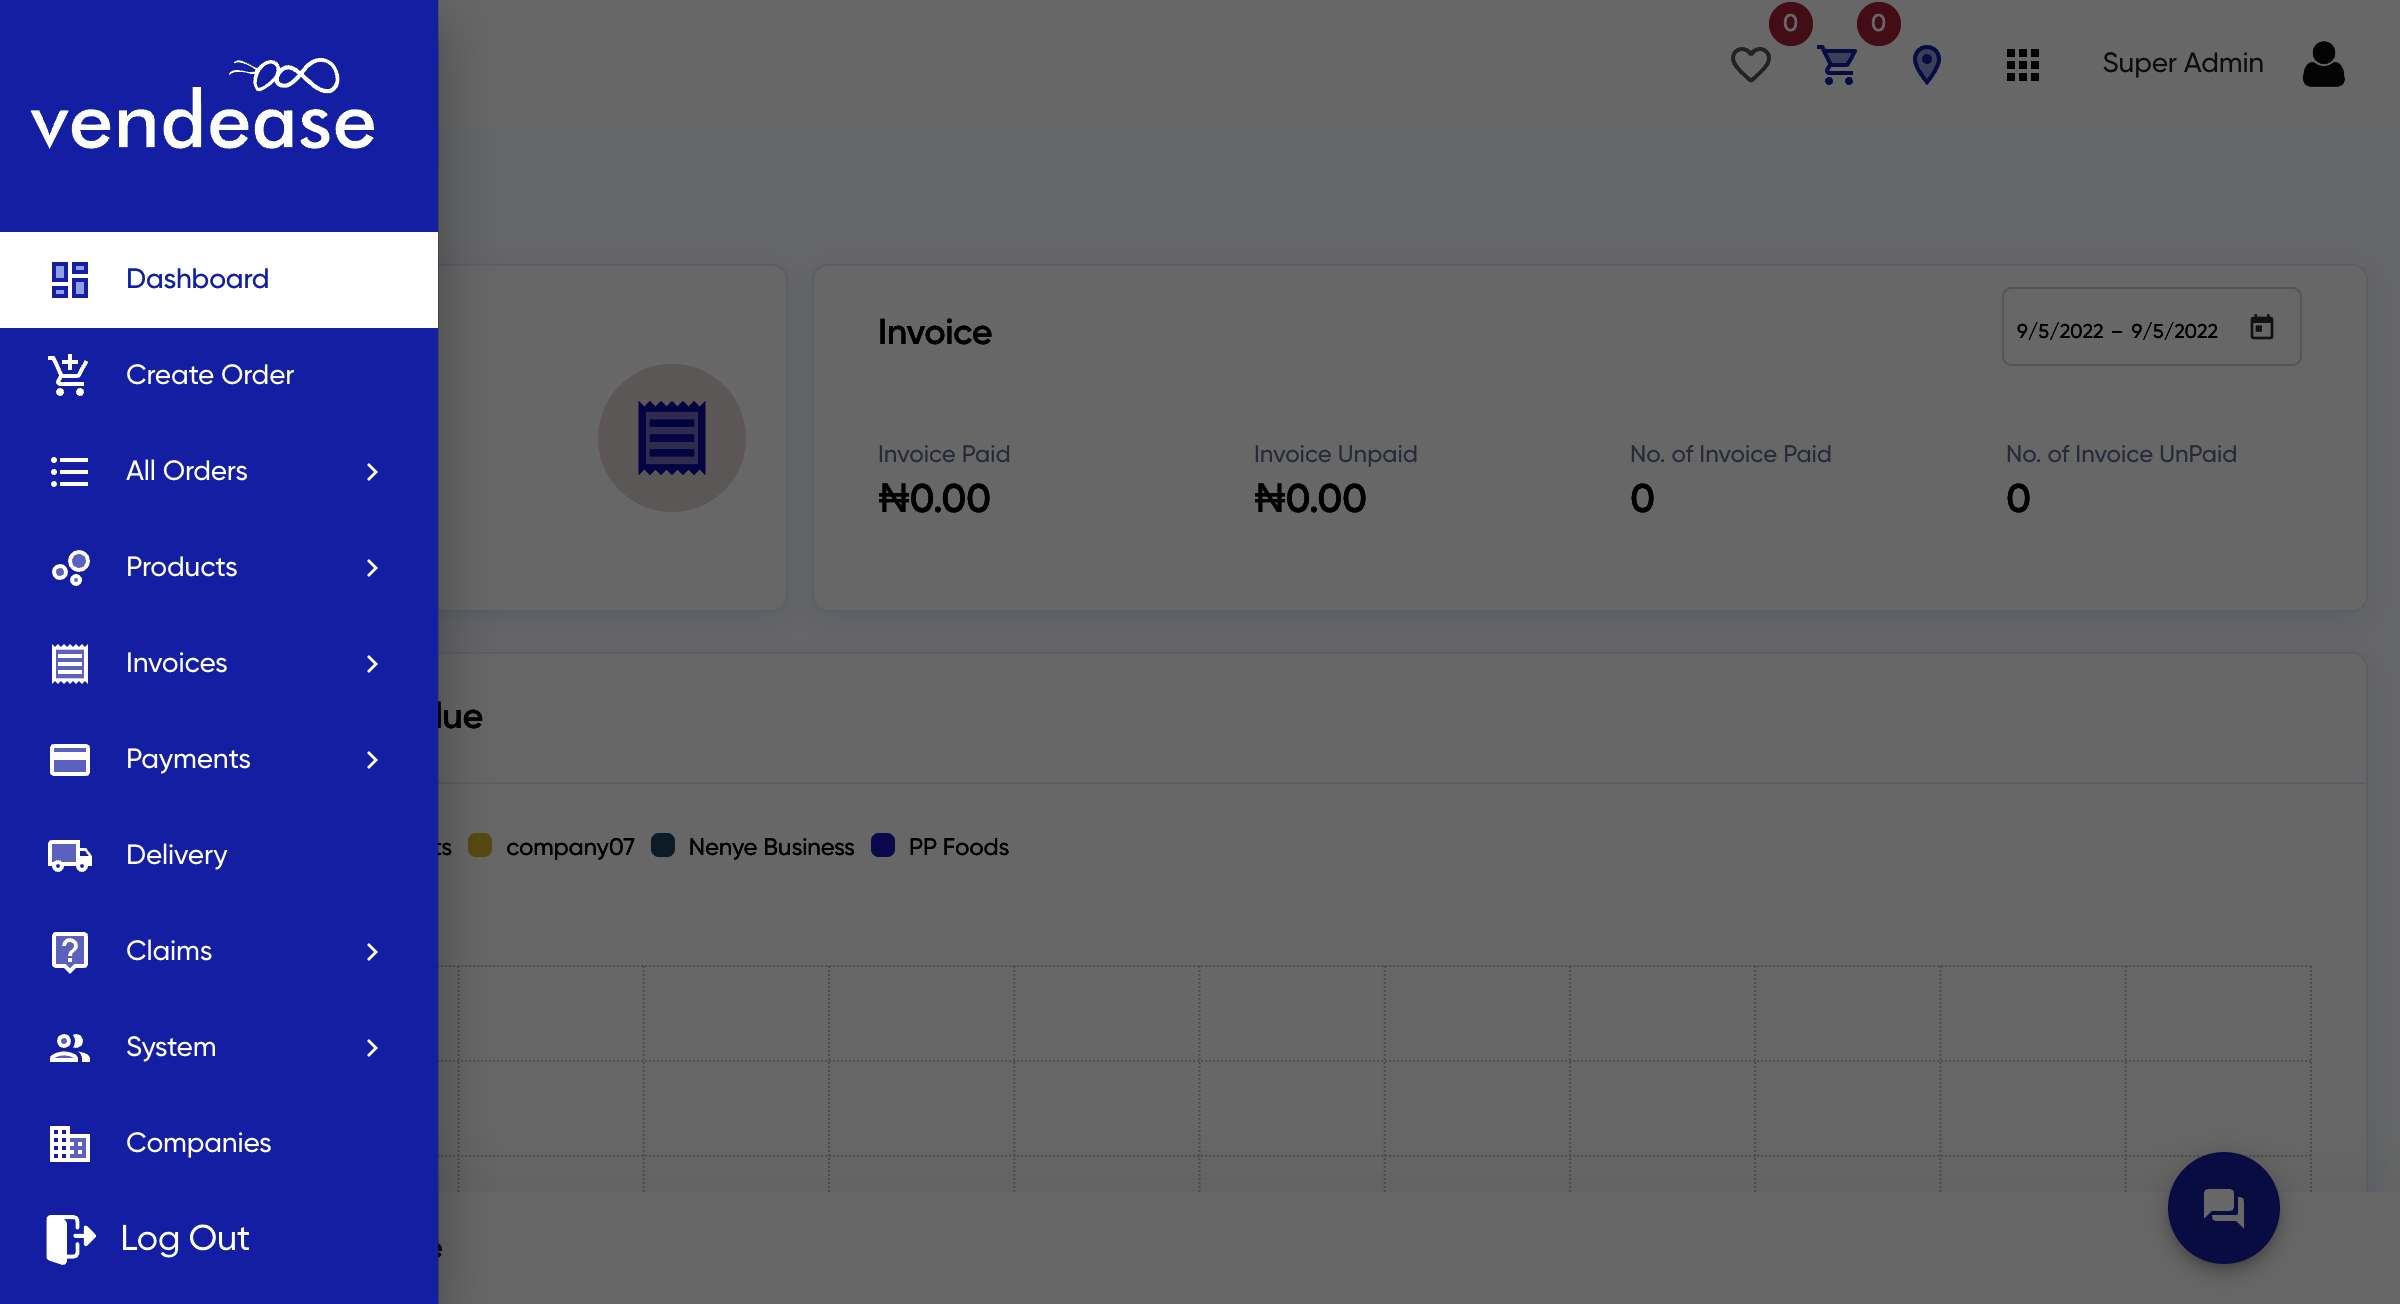 vendease
Dashboard
Create Order
All Orders
Products
Invoices
Payments
Delivery
Claims
System
Companies
Log Out
0
0
Super Admin
Invoice
9/5/2022 – 9/5/2022
Invoice Paid
₦0.00
Invoice Unpaid
₦0.00
No. of Invoice Paid
0
No. of Invoice UnPaid
0
lue
ts company07 Nenye Business PP Foods